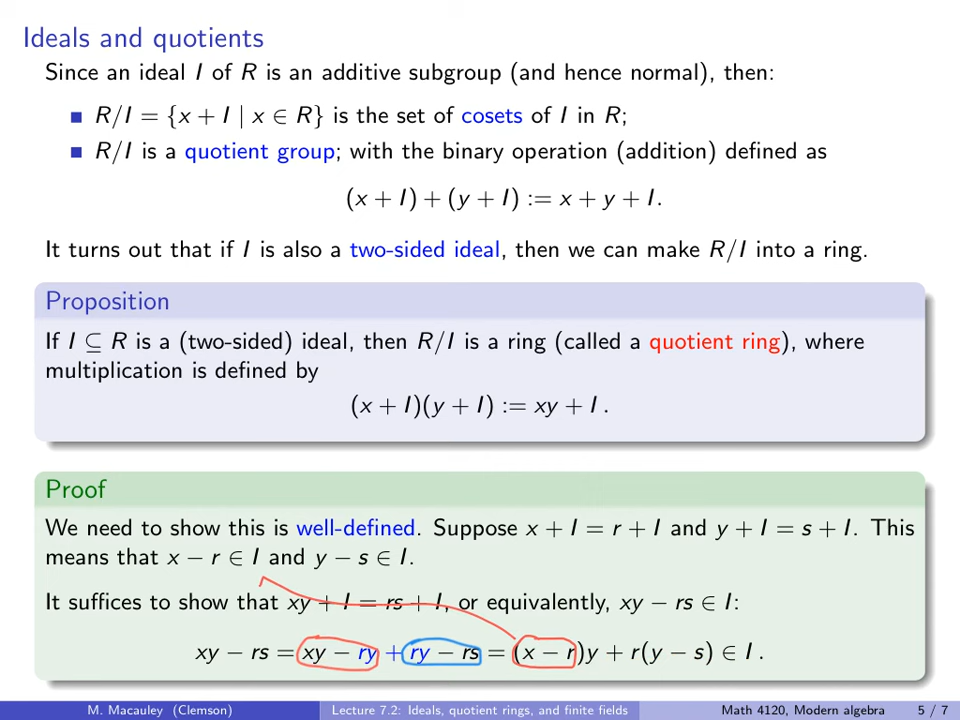 Ideals and quotients
Since an ideal I of R is an additive subgroup (and hence normal), then:
■ R/I = {x + I | x ∈ R} is the set of cosets of I in R;
■ R/I is a quotient group; with the binary operation (addition) defined as
(x + I) + (y + I) := x + y + I.
It turns out that if I is also a two-sided ideal, then we can make R/I into a ring.
Proposition
If I ⊆ R is a (two-sided) ideal, then R/I is a ring (called a quotient ring), where
multiplication is defined by
(x + I)(y + I) := xy + I .
Proof
We need to show this is well-defined. Suppose x + I = r + I and y + I = s + I. This
means that x − r ∈ I and y − s ∈ I.
It suffices to show that xy + I = rs + I, or equivalently, xy − rs ∈ I:
xy − rs = xy − ry + ry − rs = (x − r)y + r(y − s) ∈ I .
M. Macauley (Clemson) Lecture 7.2: Ideals, quotient rings, and finite fields Math 4120, Modern algebra 5 / 7